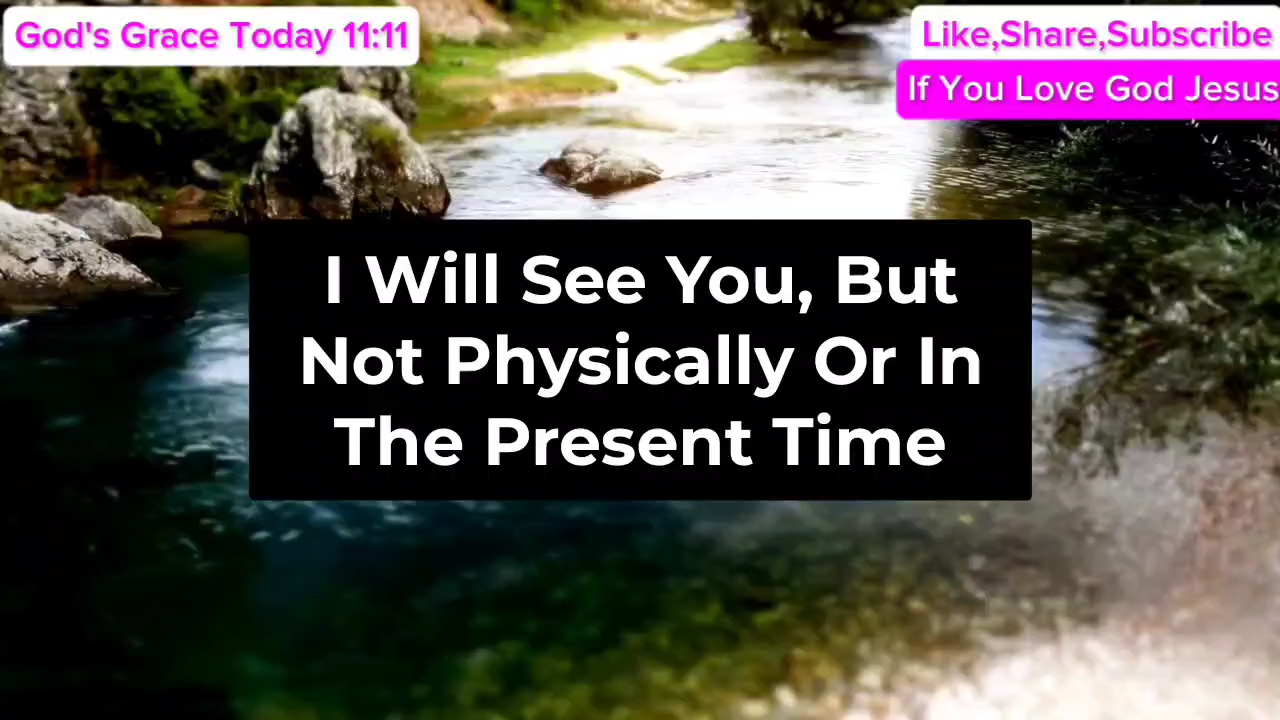 God's Grace Today 11:11
Like,Share,Subscribe
If You Love God Jesus
I Will See You, But
Not Physically Or In
The Present Time